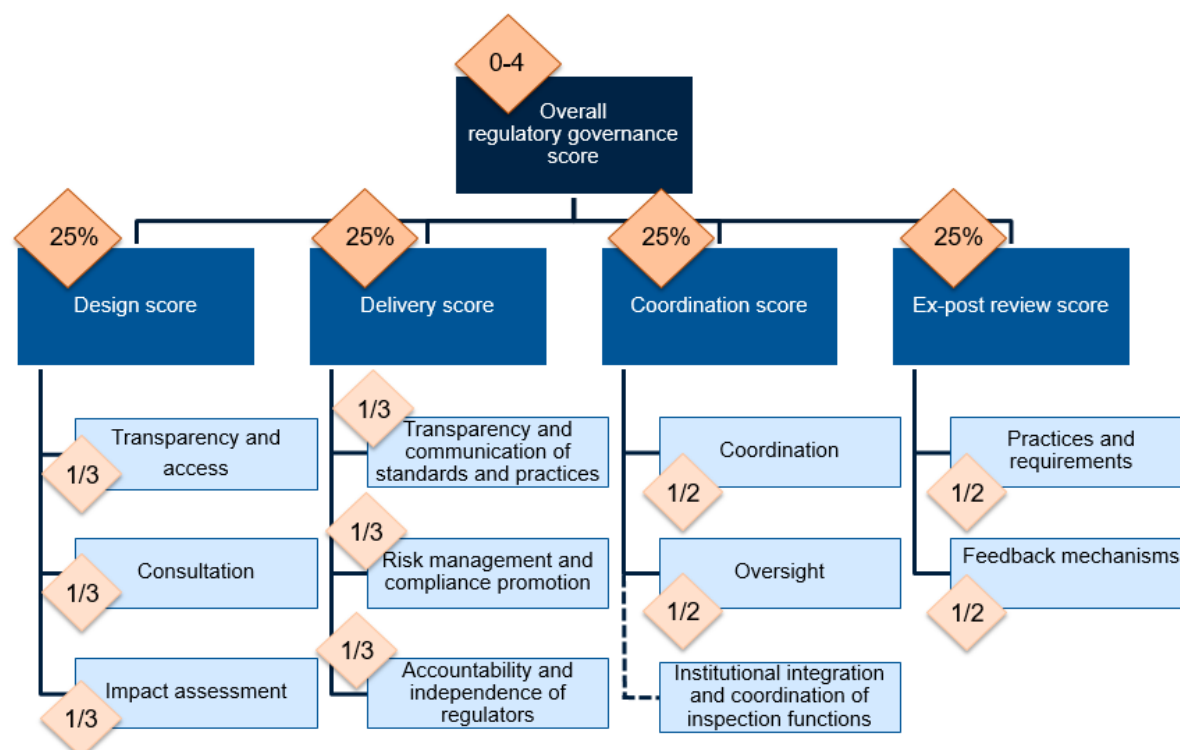 0-4
Overall
regulatory governance
score
25%
Design score
25%
Delivery score
25%
Coordination score
25%
Ex-post review score
Transparency and
access
1/3
Consultation
1/3
Impact assessment
1/3
1/3
Transparency and
communication of
standards and practices
1/3
Risk management and
compliance promotion
1/3
Accountability and
independence of
regulators
Coordination
1/2
Oversight
1/2
Institutional integration
and coordination of
inspection functions
Practices and
requirements
1/2
Feedback mechanisms
1/2